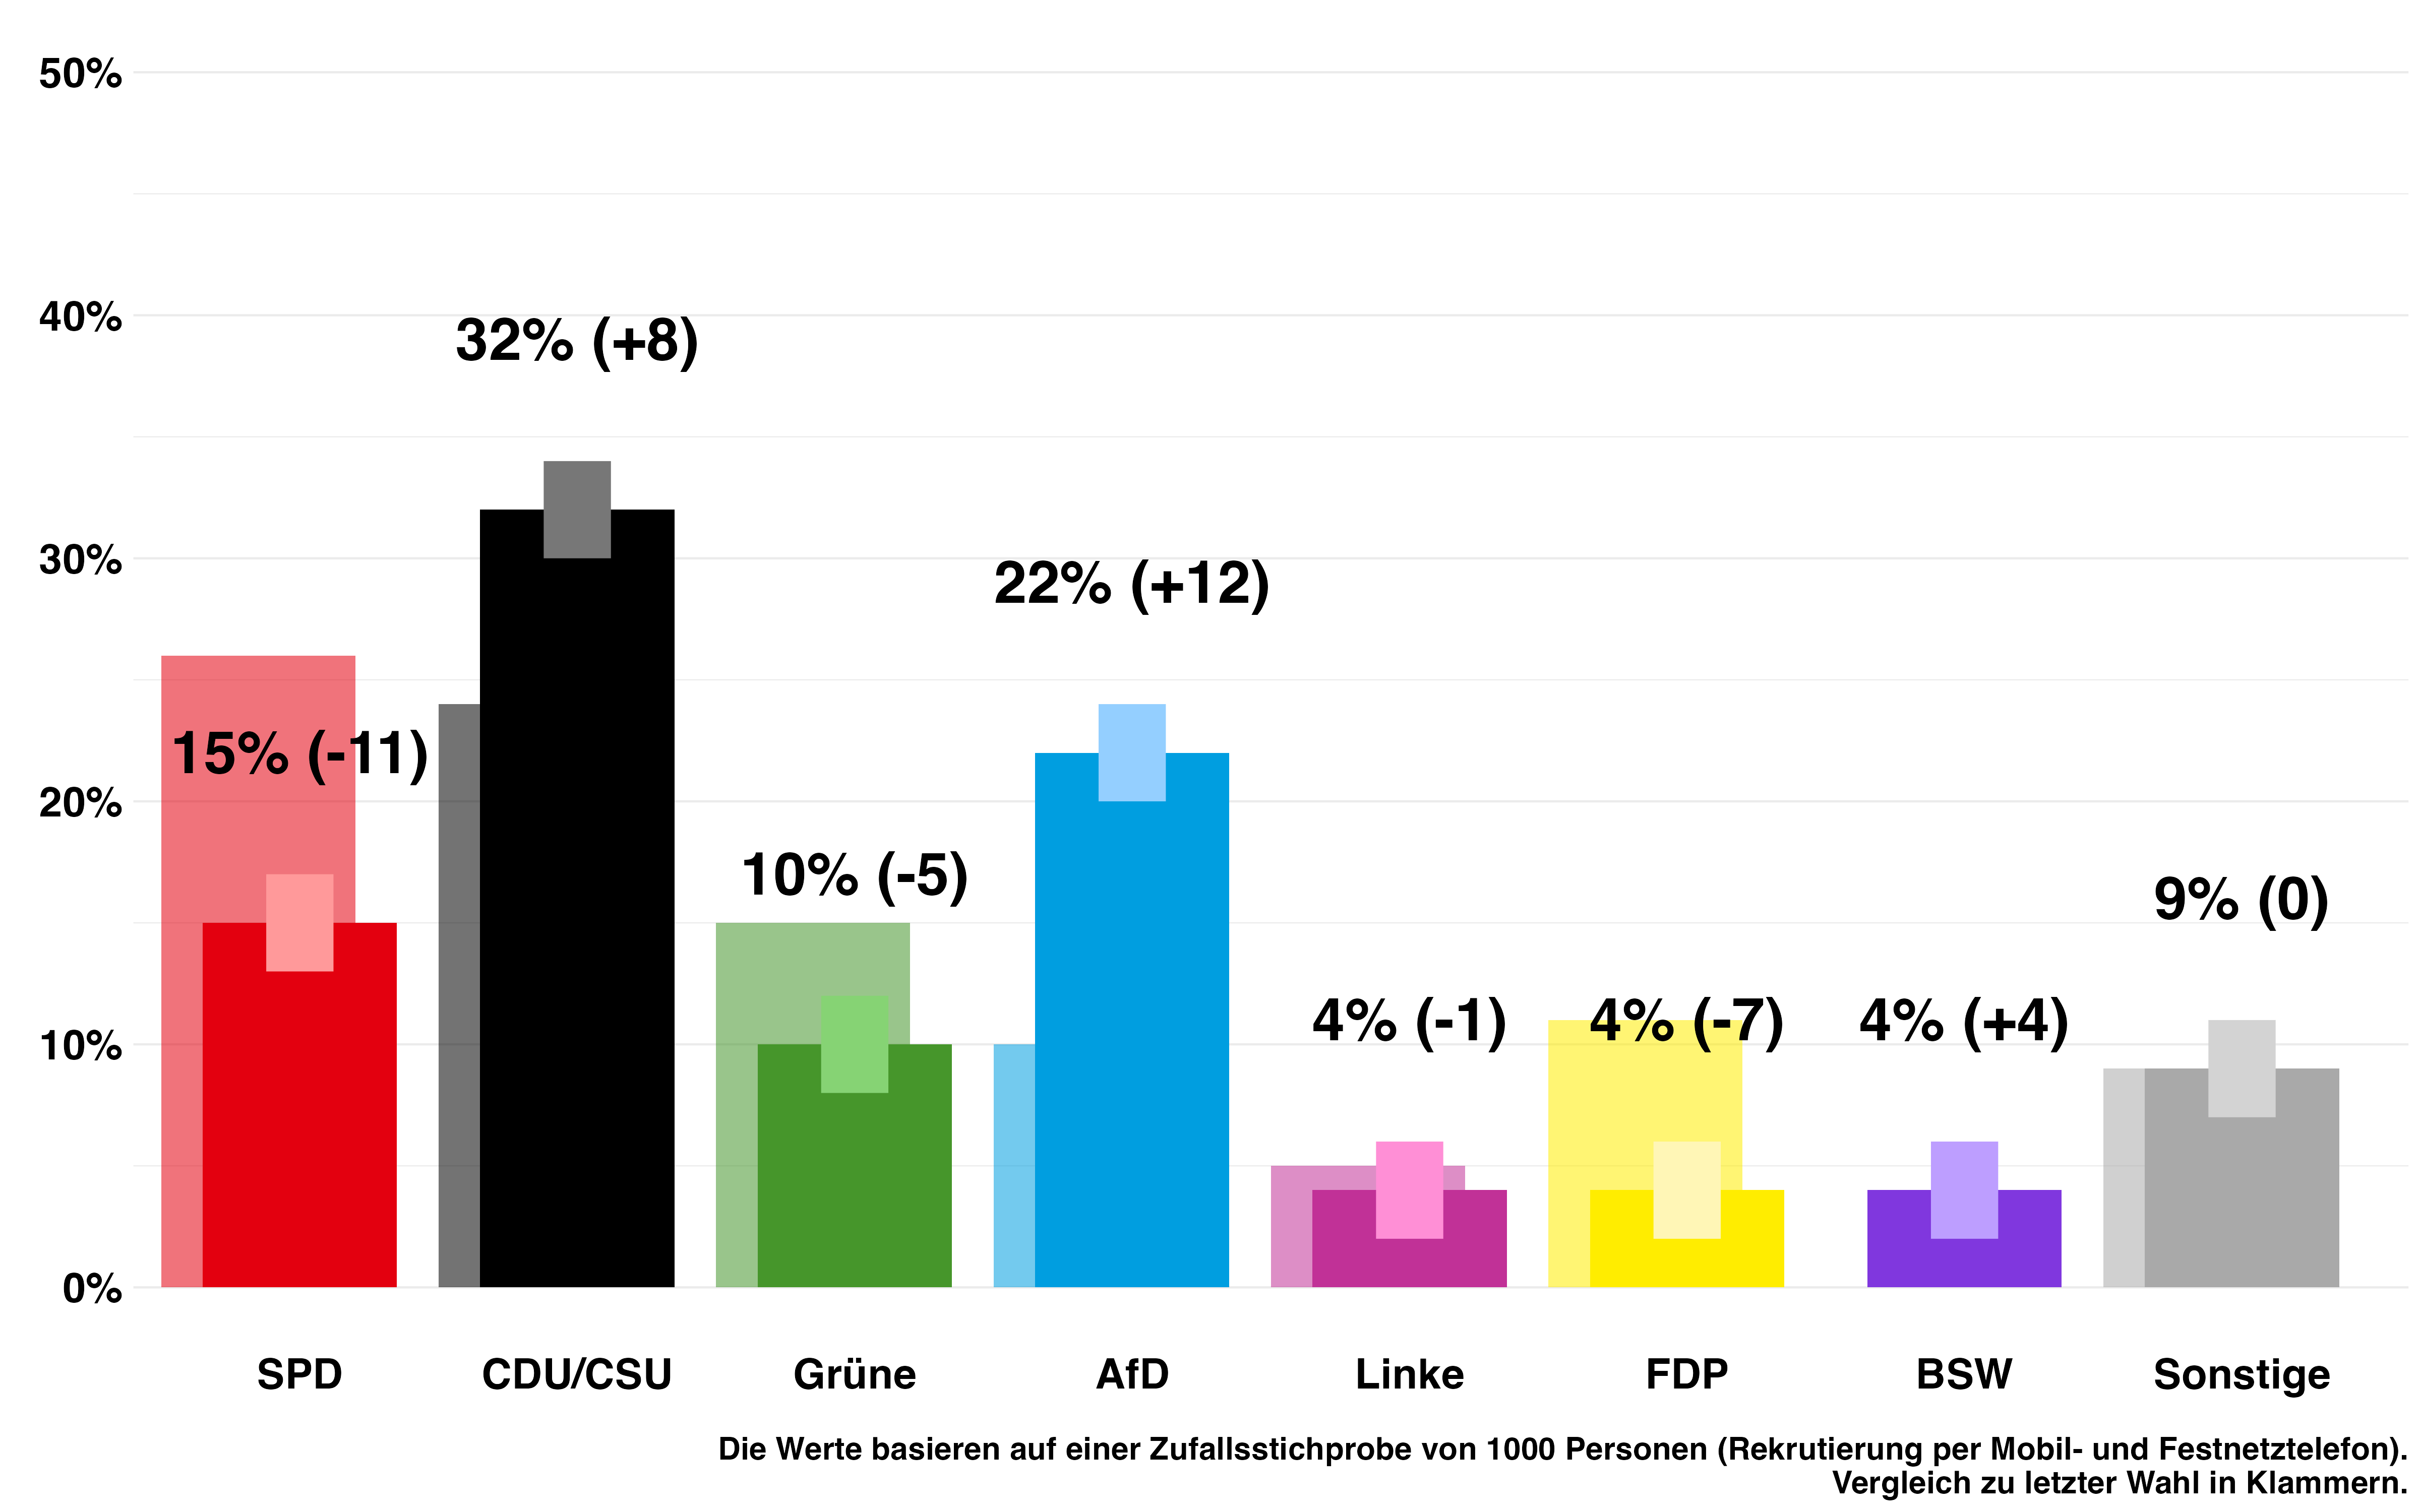 50%
40%
32% (+8)
30%
22% (+12)
15% (-11)
20%
10% (-5)
9% (0)
10%
4% (-1)
4% (-7)
4% (+4)
0%
SPD
CDU/CSU
Grüne
AfD
Linke
FDP
BSW
Sonstige
Die Werte basieren auf einer Zufallsstichprobe von 1000 Personen (Rekrutierung per Mobil- und Festnetztelefon).
Vergleich zu letzter Wahl in Klammern.